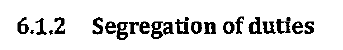 6.1.2 Segregation of duties